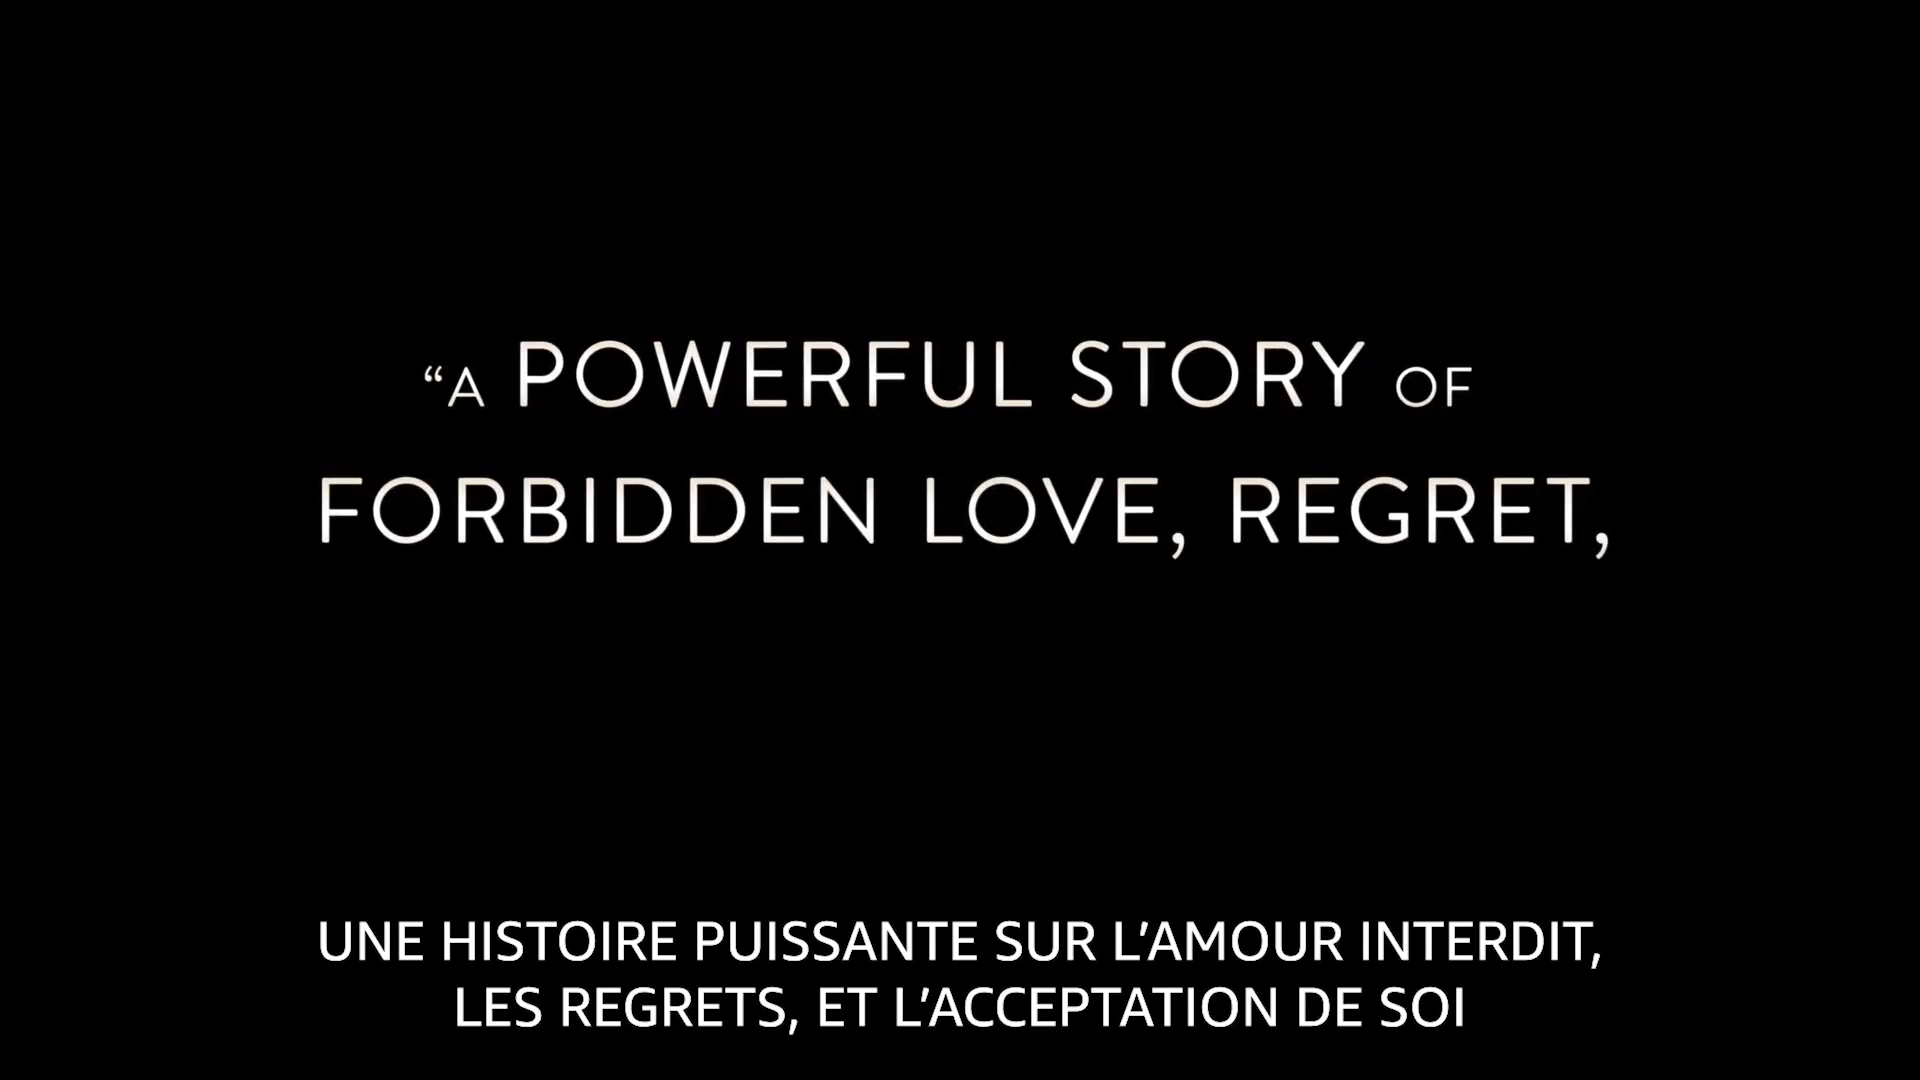 “A POWERFUL STORY OF
FORBIDDEN LOVE, REGRET,
UNE HISTOIRE PUISSANTE SUR L’AMOUR INTERDIT,
LES REGRETS, ET L’ACCEPTATION DE SOI